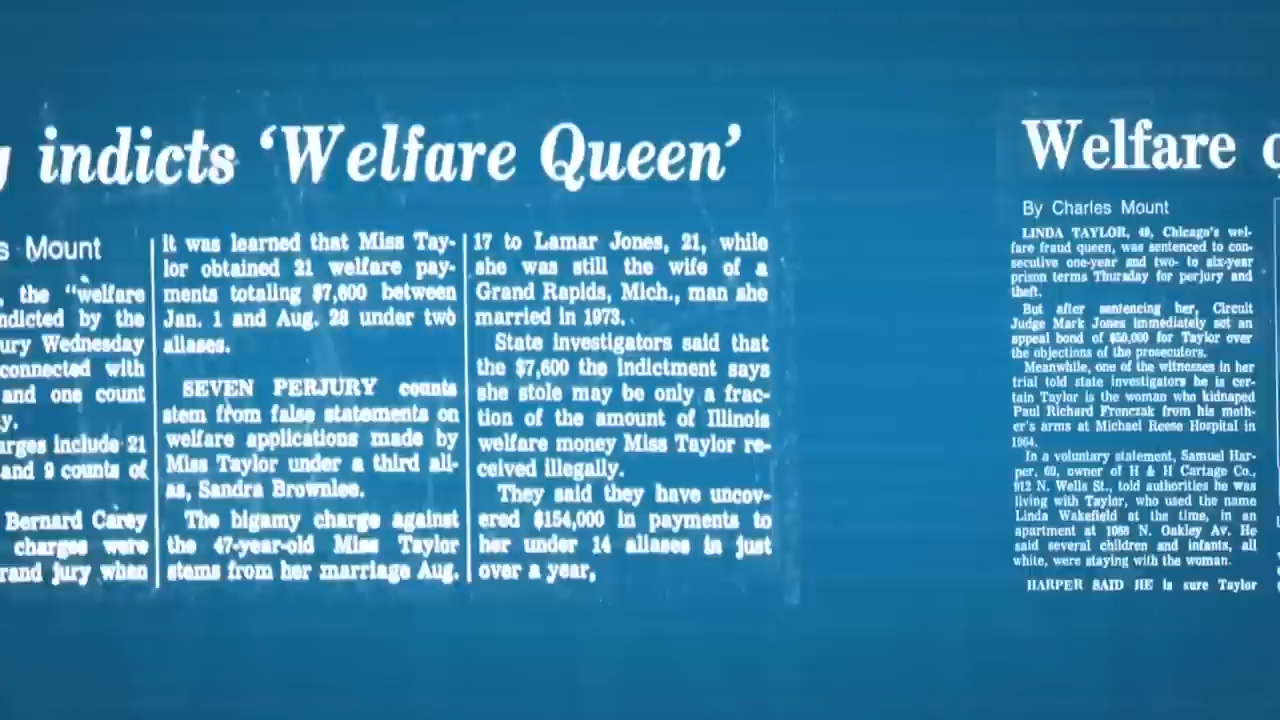 indicts ‘Welfare Queen’
s Mount
, the “welfare
ndicted by the
ury Wednesday
connected with
and one count
y.
arges include 21
and 9 counts of
Bernard Carey
charges were
rand jury when
it was learned that Miss Tay-
lor obtained 21 welfare pay-
ments totaling $7,600 between
Jan. 1 and Aug. 28 under two
aliases.
SEVEN PERJURY counts
stem from false statements on
welfare applications made by
Miss Taylor under a third ali-
as, Sandra Brownlee.
The bigamy charge against
the 47-year-old Miss Taylor
stems from her marriage Aug.
17 to Lamar Jones, 21, while
she was still the wife of a
Grand Rapids, Mich., man she
married in 1973.
State investigators said that
the $7,600 the indictment says
she stole may be only a frac-
tion of the amount of Illinois
welfare money Miss Taylor re-
ceived illegally.
They said they have uncov-
ered $154,000 in payments to
her under 14 aliases in just
over a year,
Welfare q
By Charles Mount
LINDA TAYLOR, 49, Chicago's wel-
fare fraud queen, was sentenced to con-
secutive one-year and two- to six-year
prison terms Thursday for perjury and
theft.
But after sentencing her, Circuit
Judge Mark Jones immediately set an
appeal bond of $50,000 for Taylor over
the objections of the prosecutors.
Meanwhile, one of the witnesses in her
trial told state investigators he is cer-
tain Taylor is the woman who kidnaped
Paul Richard Fronczak from his moth-
er's arms at Michael Reese Hospital in
1964.
In a voluntary statement, Samuel Har-
per, 69, owner of H & H Cartage Co.,
912 N. Wells St., told authorities he was
living with Taylor, who used the name
Linda Wakefield at the time, in an
apartment at 1063 N. Oakley Av. He
said several children and infants, all
white, were staying with the woman.
HARPER SAID HE is sure Taylor